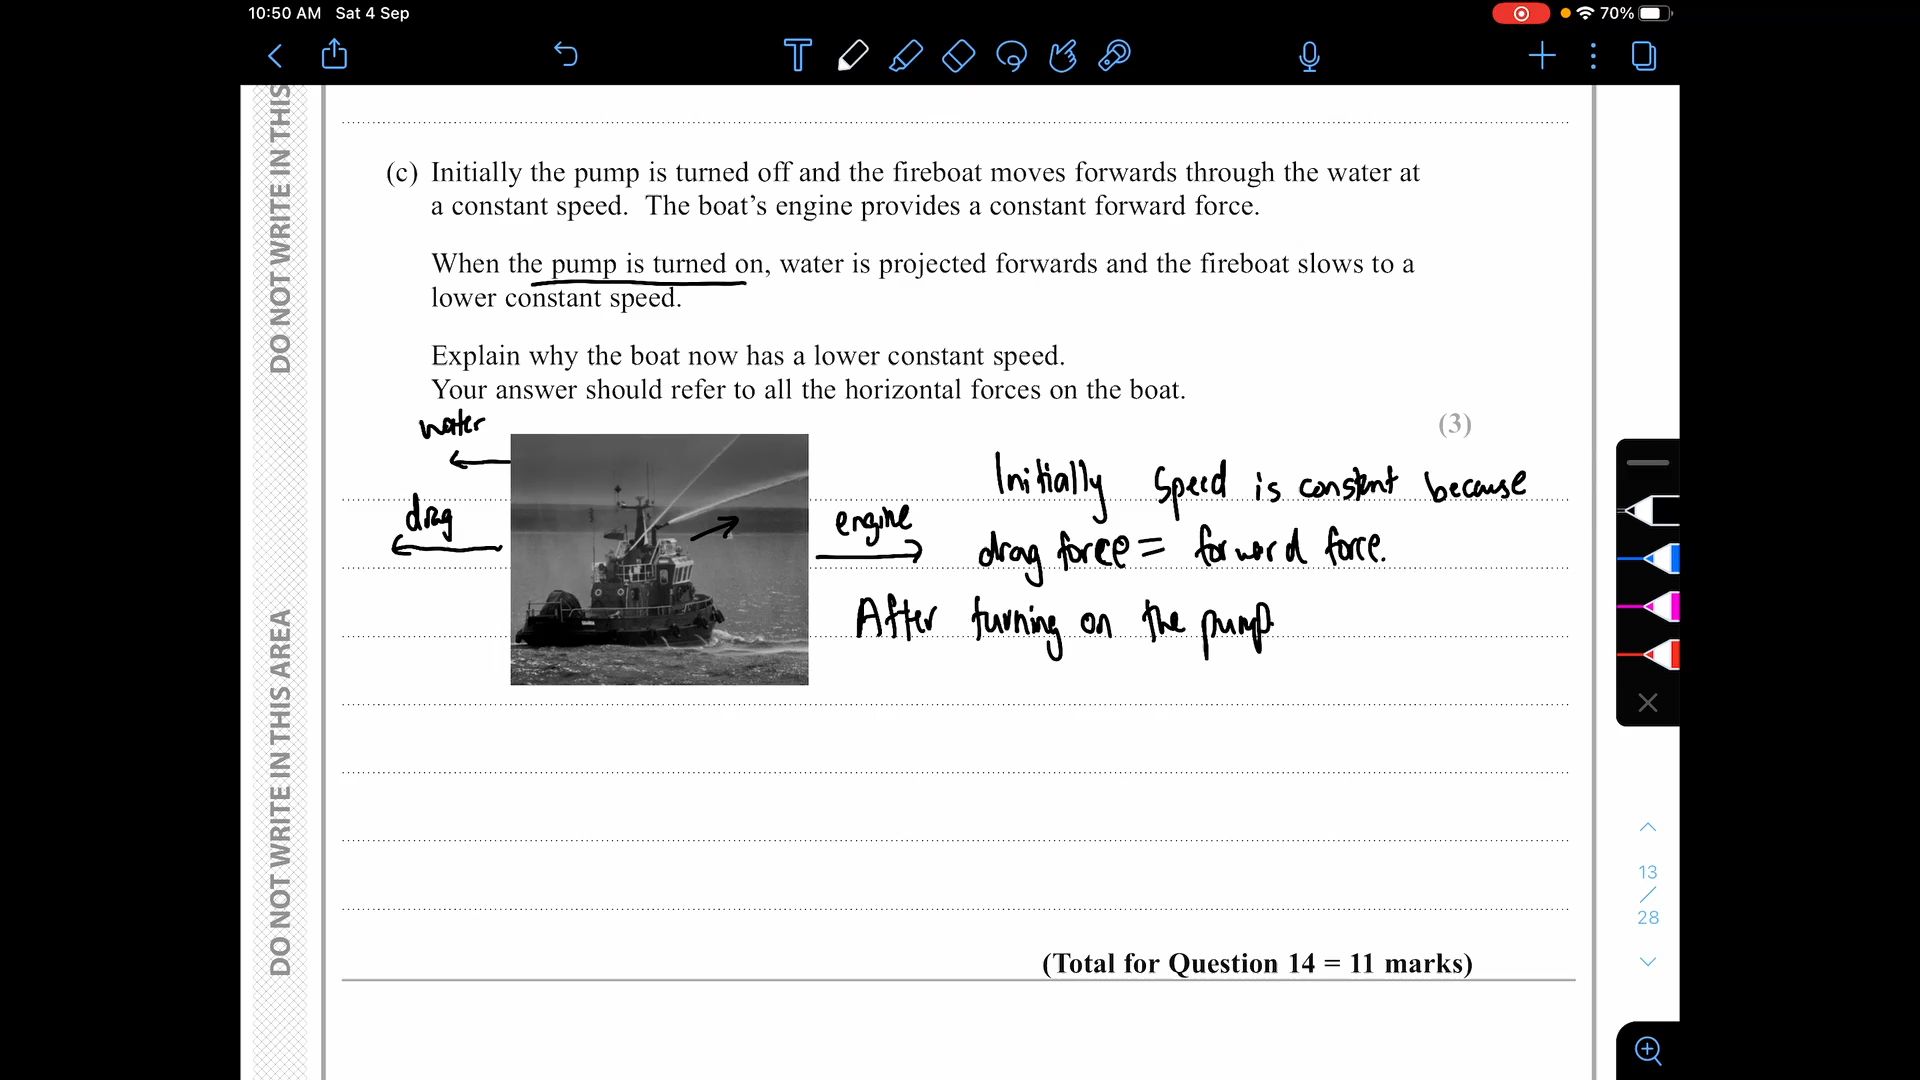 10:50 AM Sat 4 Sep
70%
DO NOT WRITE IN THIS
(c) Initially the pump is turned off and the fireboat moves forwards through the water at
a constant speed. The boat's engine provides a constant forward force.
When the pump is turned on, water is projected forwards and the fireboat slows to a
lower constant speed.
Explain why the boat now has a lower constant speed.
Your answer should refer to all the horizontal forces on the boat.
(3)
water
drag
engine
Initially speed is constant because
drag force = forward force.
After turning on the pump
DO NOT WRITE IN THIS AREA
13
/
28
(Total for Question 14 = 11 marks)